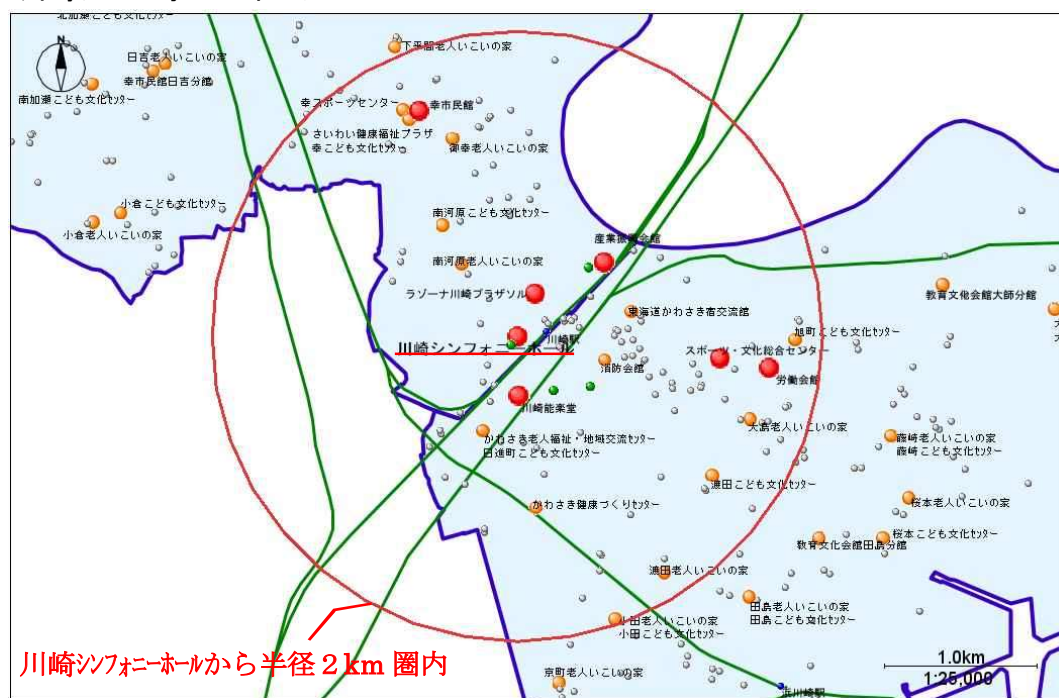 北加瀬こども文化センター
下平間老人いこいの家
N
日吉老人いこいの家
幸市民館日吉分館
南加瀬こども文化センター
幸スポーツセンター
幸市民館
さいわい健康福祉プラザ
幸こども文化センター
御幸老人いこいの家
小倉こども文化センター
小倉老人いこいの家
南河原こども文化センター
産業振興会館
南河原老人いこいの家
ラゾーナ川崎プラザソル
教育文化会館大師分館
東海道かわさき宿交流館
旭町こども文化センター
川崎駅
川崎シンフォニーホール
スポーツ・文化総合センター
消防会館
労働会館
川崎能楽堂
大島老人いこいの家
かわさき老人福祉・地域交流センター
日進町こども文化センター
藤崎老人いこいの家
藤崎こども文化センター
渡田こども文化センター
かわさき健康づくりセンター
桜本老人いこいの家
桜本こども文化センター
教育文化会館田島分館
渡田老人いこいの家
田島老人いこいの家
田島こども文化センター
小田老人いこいの家
小田こども文化センター
川崎シンフォニーホールから半径２km 圏内
京町老人いこいの家
浜川崎駅
1.0km
1:25,000